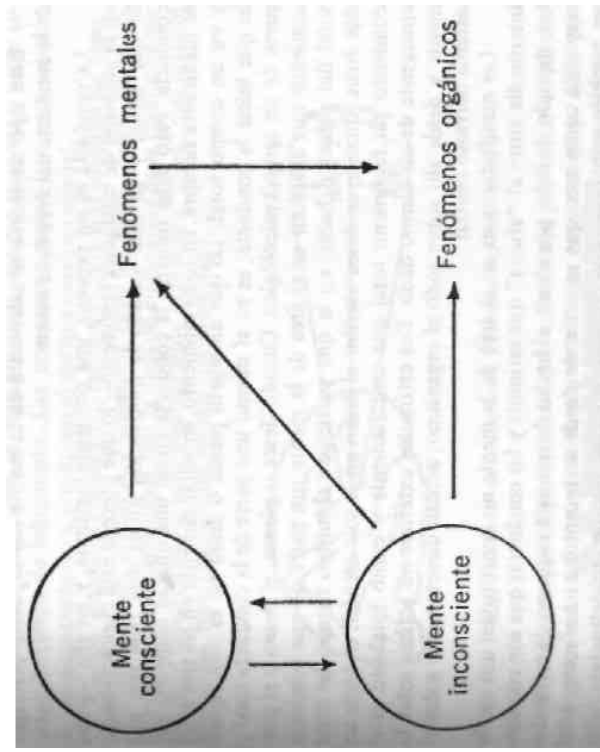 Mente
consciente
Fenómenos mentales
Mente
inconsciente
Fenómenos orgánicos